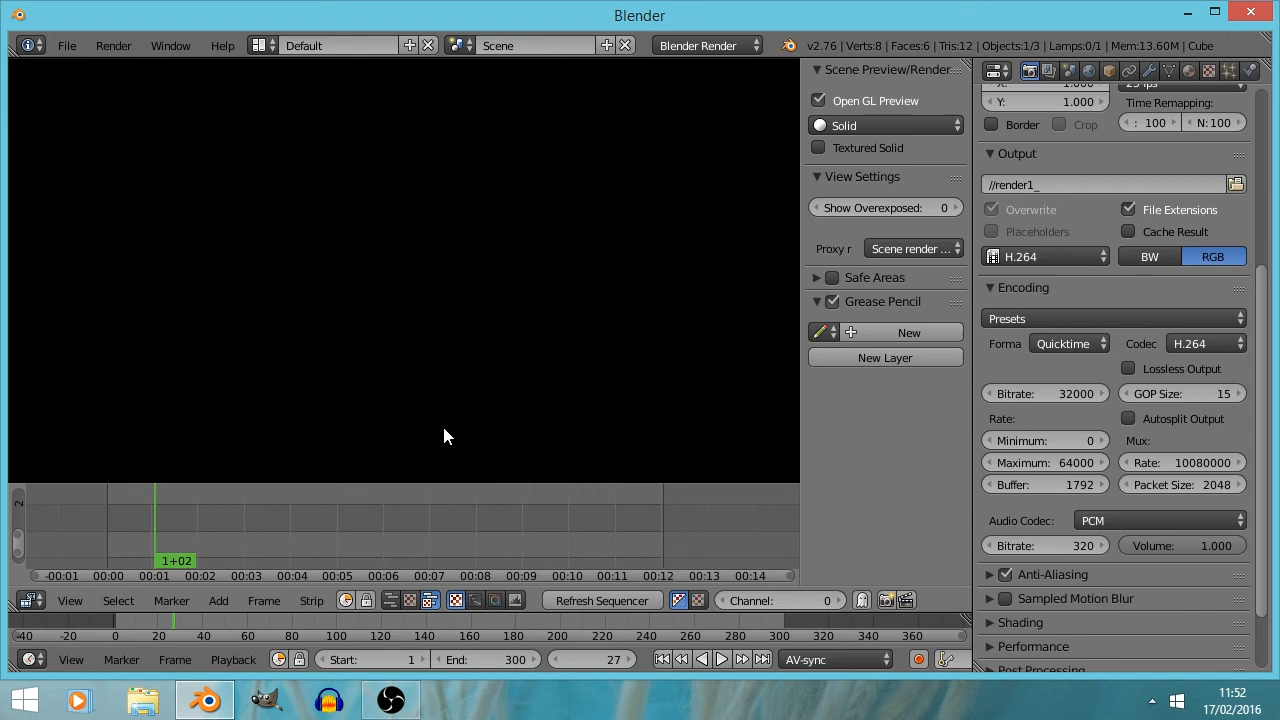 Blender
File Render Window Help Default Scene Blender Render v2.76 | Verts:8 | Faces:6 | Tris:12 | Objects:1/3 | Lamps:0/1 | Mem:13.60M | Cube
Scene Preview/Render
Open GL Preview
Solid
Textured Solid
View Settings
Show Overexposed: 0
Proxy r Scene render ...
Safe Areas
Grease Pencil
New
New Layer
Y: 1.000
Time Remapping:
Border Crop : 100 N: 100
Output
//render1_
Overwrite File Extensions
Placeholders Cache Result
H.264 BW RGB
Encoding
Presets
Forma Quicktime Codec H.264
Lossless Output
Bitrate: 32000 GOP Size: 15
Rate: Autosplit Output
Minimum: 0 Mux:
Maximum: 64000 Rate: 10080000
Buffer: 1792 Packet Size: 2048
Audio Codec: PCM
Bitrate: 320 Volume: 1.000
Anti-Aliasing
Sampled Motion Blur
Shading
Performance
Post Processing
2
1+02
-00:01 00:00 00:01 00:02 00:03 00:04 00:05 00:06 00:07 00:08 00:09 00:10 00:11 00:12 00:13 00:14
View Select Marker Add Frame Strip Refresh Sequencer Channel: 0
-40 -20 0 20 40 60 80 100 120 140 160 180 200 220 240 260 280 300 320 340 360
View Marker Frame Playback Start: 1 End: 300 27 AV-sync
11:52
17/02/2016